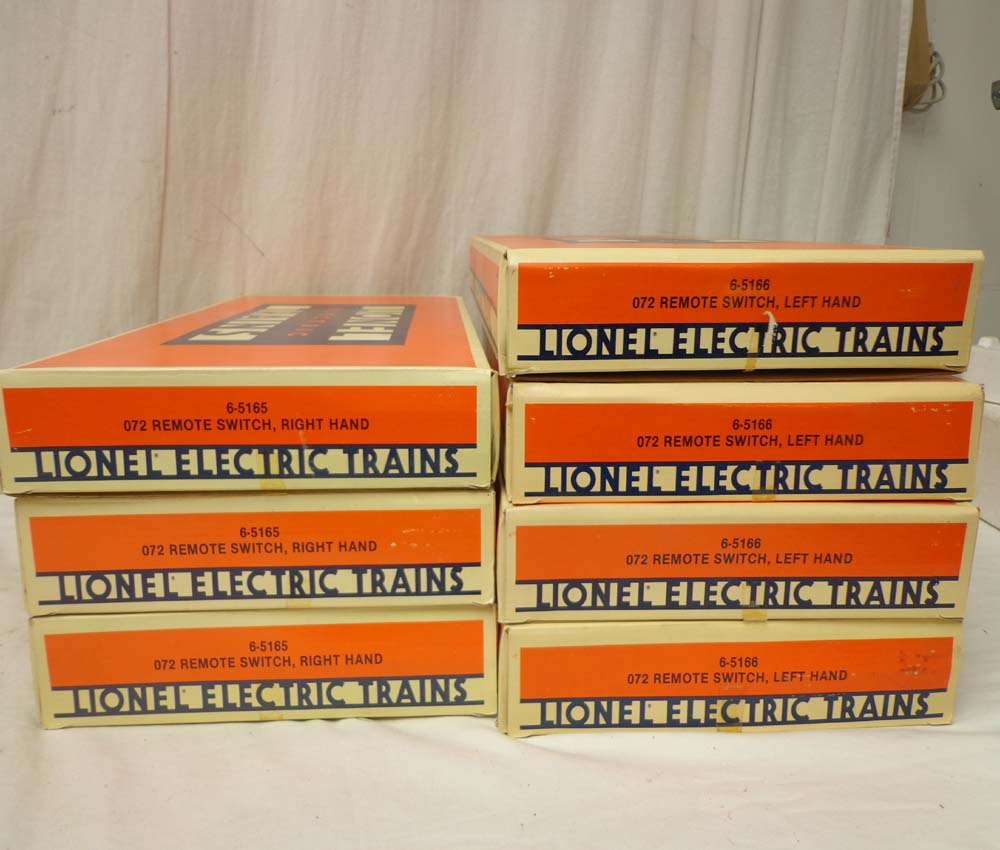 6-5165
072 REMOTE SWITCH, RIGHT HAND
LIONEL ELECTRIC TRAINS
6-5165
072 REMOTE SWITCH, RIGHT HAND
LIONEL ELECTRIC TRAINS
6-5165
072 REMOTE SWITCH, RIGHT HAND
LIONEL ELECTRIC TRAINS
6-5166
072 REMOTE SWITCH, LEFT HAND
LIONEL ELECTRIC TRAINS
6-5166
072 REMOTE SWITCH, LEFT HAND
LIONEL ELECTRIC TRAINS
6-5166
072 REMOTE SWITCH, LEFT HAND
LIONEL ELECTRIC TRAINS
6-5166
072 REMOTE SWITCH, LEFT HAND
LIONEL ELECTRIC TRAINS